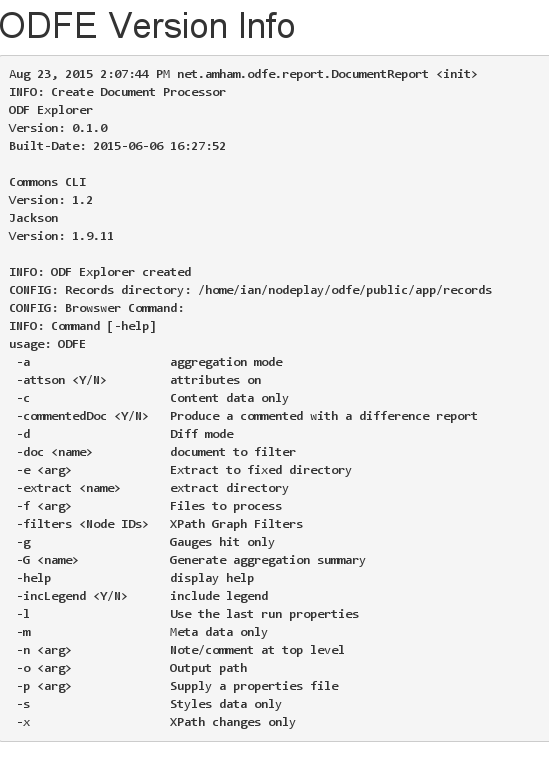 ODFE Version Info
Aug 23, 2015 2:07:44 PM net.amham.odfe.report.DocumentReport <init>
INFO: Create Document Processor
ODF Explorer
Version: 0.1.0
Built-Date: 2015-06-06 16:27:52
Commons CLI
Version: 1.2
Jackson
Version: 1.9.11
INFO: ODF Explorer created
CONFIG: Records directory: /home/ian/nodeplay/odfe/public/app/records
CONFIG: Browswer Command:
INFO: Command [-help]
usage: ODFE
-a aggregation mode
-attson <Y/N> attributes on
-c Content data only
-commentedDoc <Y/N> Produce a commented with a difference report
-d Diff mode
-doc <name> document to filter
-e <arg> Extract to fixed directory
-extract <name> extract directory
-f <arg> Files to process
-filters <Node IDs> XPath Graph Filters
-g Gauges hit only
-G <name> Generate aggregation summary
-help display help
-incLegend <Y/N> include legend
-l Use the last run properties
-m Meta data only
-n <arg> Note/comment at top level
-o <arg> Output path
-p <arg> Supply a properties file
-s Styles data only
-x XPath changes only